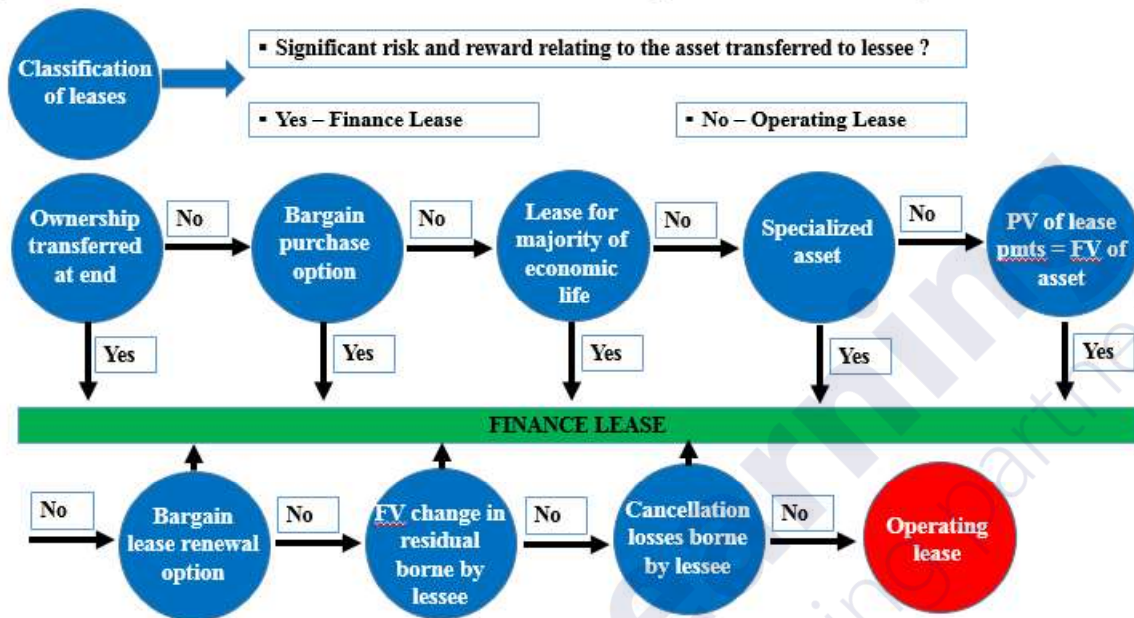 Classification
of leases
▪ Significant risk and reward relating to the asset transferred to lessee ?
▪ Yes – Finance Lease
▪ No – Operating Lease
Ownership
transferred
at end
No
Bargain
purchase
option
No
Lease for
majority of
economic
life
No
Specialized
asset
No
PV of lease
pmts = FV of
asset
Yes
Yes
Yes
Yes
Yes
FINANCE LEASE
No
Bargain
lease renewal
option
No
FV change in
residual
borne by
lessee
No
Cancellation
losses borne
by lessee
No
Operating
lease